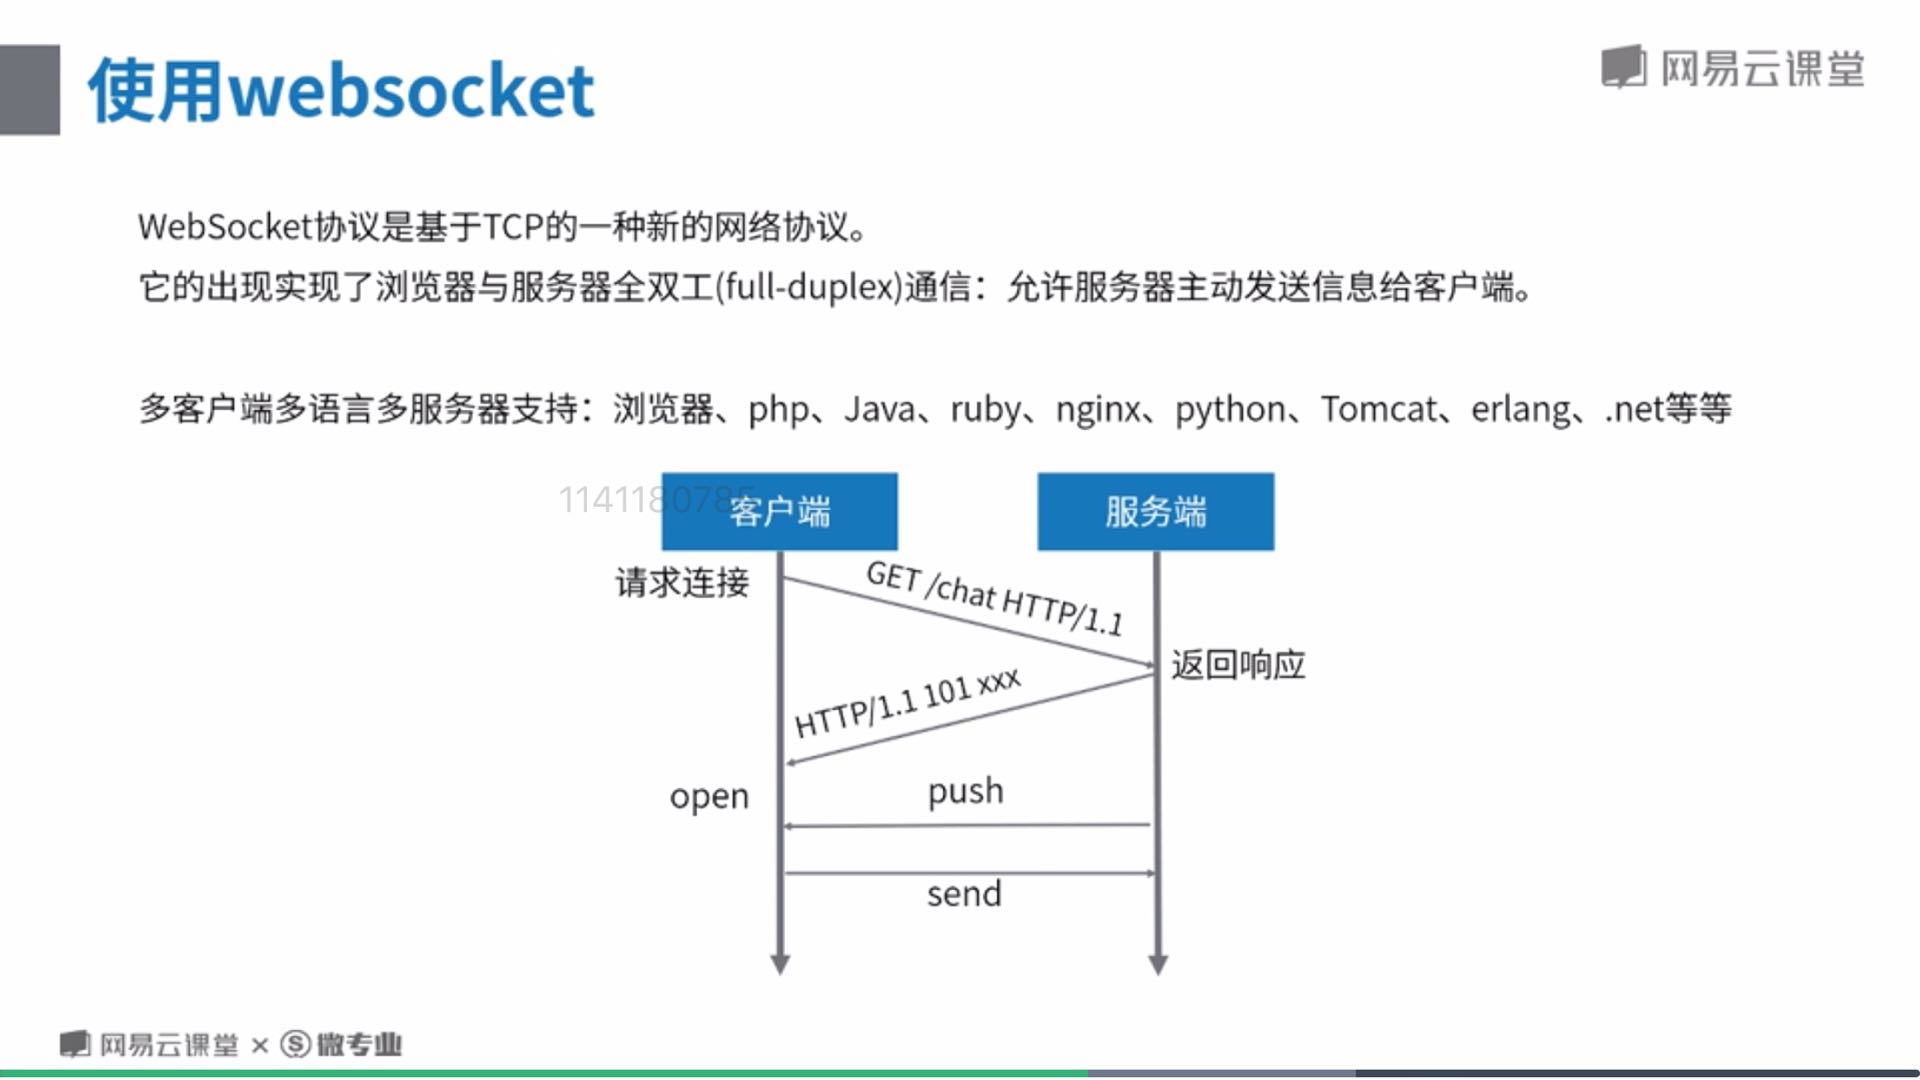 使用websocket
网易云课堂
WebSocket协议是基于TCP的一种新的网络协议。
它的出现实现了浏览器与服务器全双工(full-duplex)通信：允许服务器主动发送信息给客户端。
多客户端多语言多服务器支持：浏览器、php、Java、ruby、nginx、python、Tomcat、erlang、.net等等
1141180785
客户端
服务端
请求连接
GET /chat HTTP/1.1
返回响应
HTTP/1.1 101 xxx
open
push
send
网易云课堂 × 微专业